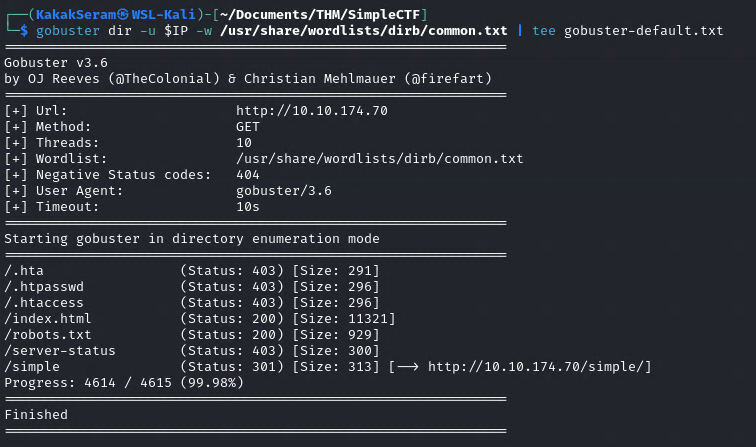 ┌──(KakakSeram㉿WSL-Kali)-[~/Documents/THM/SimpleCTF]
└─$ gobuster dir -u $IP -w /usr/share/wordlists/dirb/common.txt | tee gobuster-default.txt
===============================================================
Gobuster v3.6
by OJ Reeves (@TheColonial) & Christian Mehlmauer (@firefart)
===============================================================
[+] Url:                     http://10.10.174.70
[+] Method:                  GET
[+] Threads:                 10
[+] Wordlist:                /usr/share/wordlists/dirb/common.txt
[+] Negative Status codes:   404
[+] User Agent:              gobuster/3.6
[+] Timeout:                 10s
===============================================================
Starting gobuster in directory enumeration mode
===============================================================
/.hta                 (Status: 403) [Size: 291]
/.htpasswd            (Status: 403) [Size: 296]
/.htaccess            (Status: 403) [Size: 296]
/index.html           (Status: 200) [Size: 11321]
/robots.txt           (Status: 200) [Size: 929]
/server-status        (Status: 403) [Size: 300]
/simple               (Status: 301) [Size: 313] [--> http://10.10.174.70/simple/]
Progress: 4614 / 4615 (99.98%)
===============================================================
Finished
===============================================================